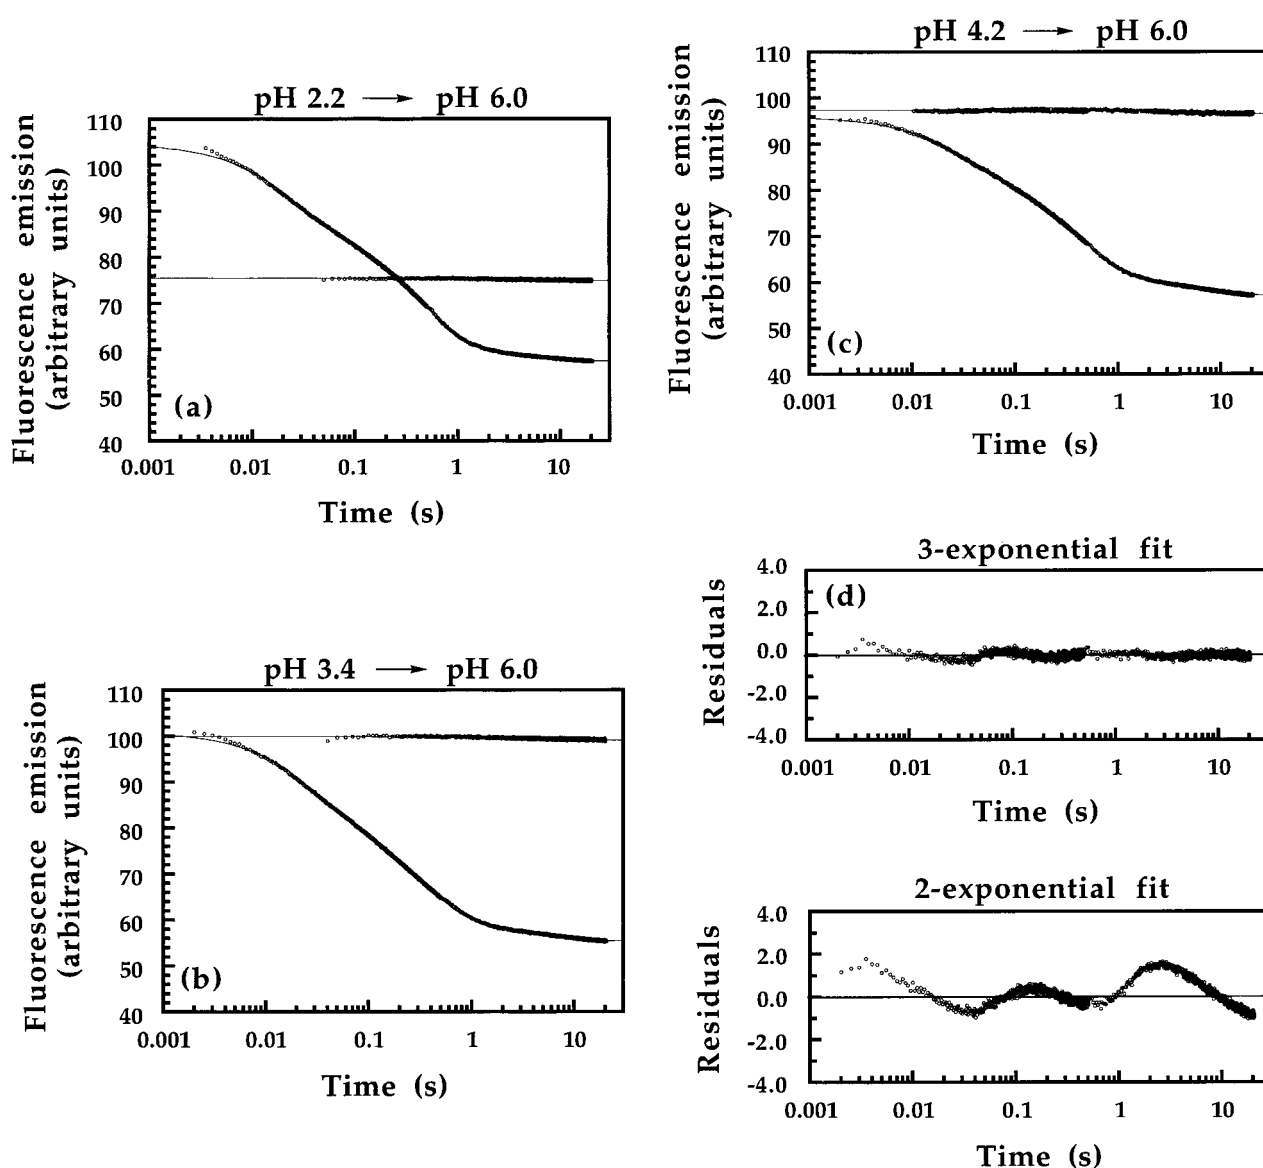 pH 2.2 → pH 6.0
Fluorescence emission
(arbitrary units)
110
100
90
80
70
60
50
40
(a)
0.001 0.01 0.1 1 10
Time (s)
pH 3.4 → pH 6.0
Fluorescence emission
(arbitrary units)
110
100
90
80
70
60
50
40
(b)
0.001 0.01 0.1 1 10
Time (s)
pH 4.2 → pH 6.0
Fluorescence emission
(arbitrary units)
110
100
90
80
70
60
50
40
(c)
0.001 0.01 0.1 1 10
Time (s)
3-exponential fit
Residuals
4.0
2.0
0.0
-2.0
-4.0
(d)
0.001 0.01 0.1 1 10
Time (s)
2-exponential fit
Residuals
4.0
2.0
0.0
-2.0
-4.0
0.001 0.01 0.1 1 10
Time (s)